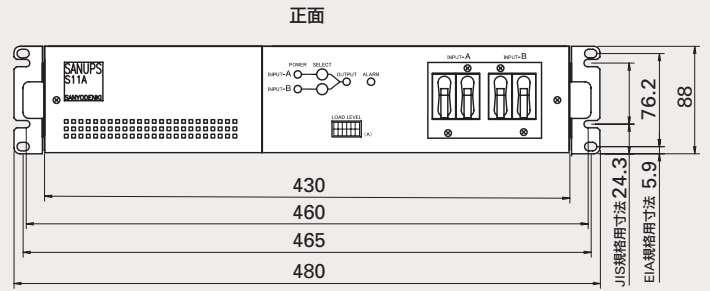 正面
SANUPS
S11A
SANYODENKI
POWER SELECT
INPUT-A
OUTPUT ALARM
INPUT-B
LOAD LEVEL
(A)
INPUT-A INPUT-B
430
460
465
480
76.2
88
JIS規格用寸法 24.3
EIA規格用寸法 5.9